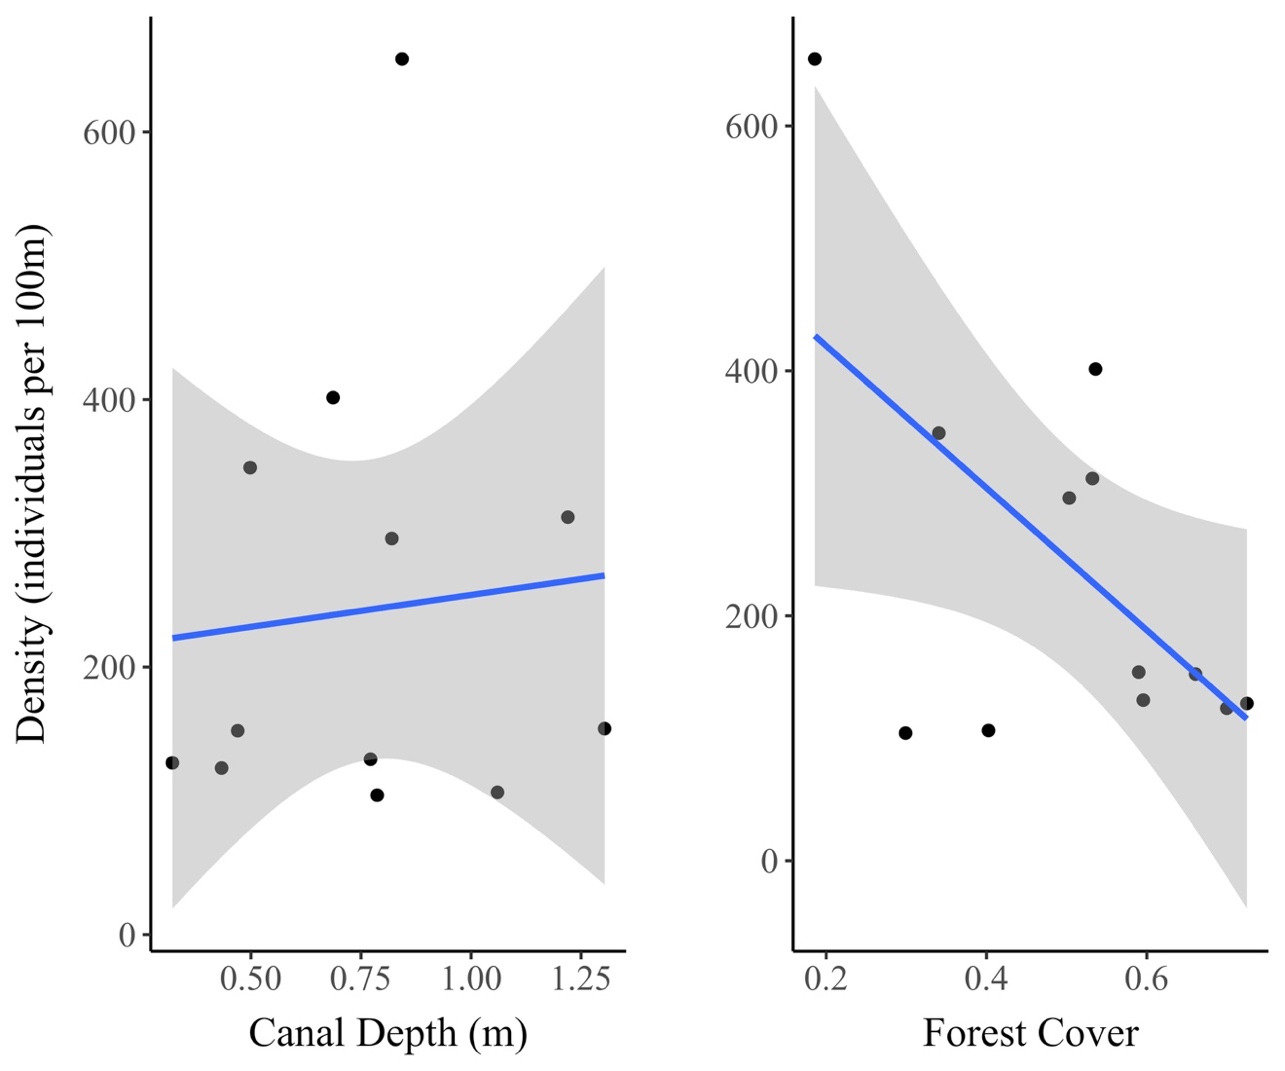 Density (individuals per 100m)
600
400
200
0
0.50 0.75 1.00 1.25
Canal Depth (m)
600
400
200
0
0.2 0.4 0.6
Forest Cover